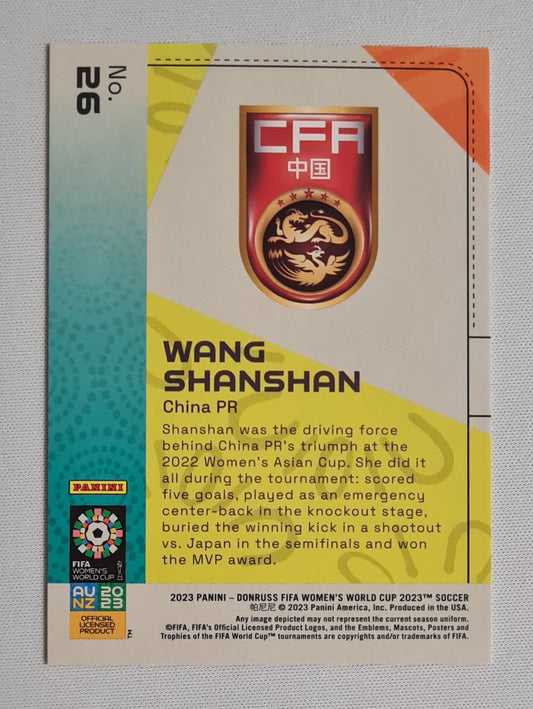 No.
26
CFA
中国
WANG
SHANSHAN
China PR
Shanshan was the driving force
behind China PR's triumph at the
2022 Women's Asian Cup. She did it
all during the tournament: scored
five goals, played as an emergency
center-back in the knockout stage,
buried the winning kick in a shootout
vs. Japan in the semifinals and won
the MVP award.
PANINI
FIFA
WOMEN'S
WORLD CUP
AU 20
NZ 23
OFFICIAL
LICENSED
PRODUCT
TM
2023 PANINI – DONRUSS FIFA WOMEN'S WORLD CUP 2023™ SOCCER
帕尼尼 © 2023 Panini America, Inc. Produced in the USA.
Any image depicted may not represent the current season uniform.
©FIFA, FIFA's Official Licensed Product Logos, and the Emblems, Mascots, Posters and
Trophies of the FIFA World Cup™ tournaments are copyrights and/or trademarks of FIFA.